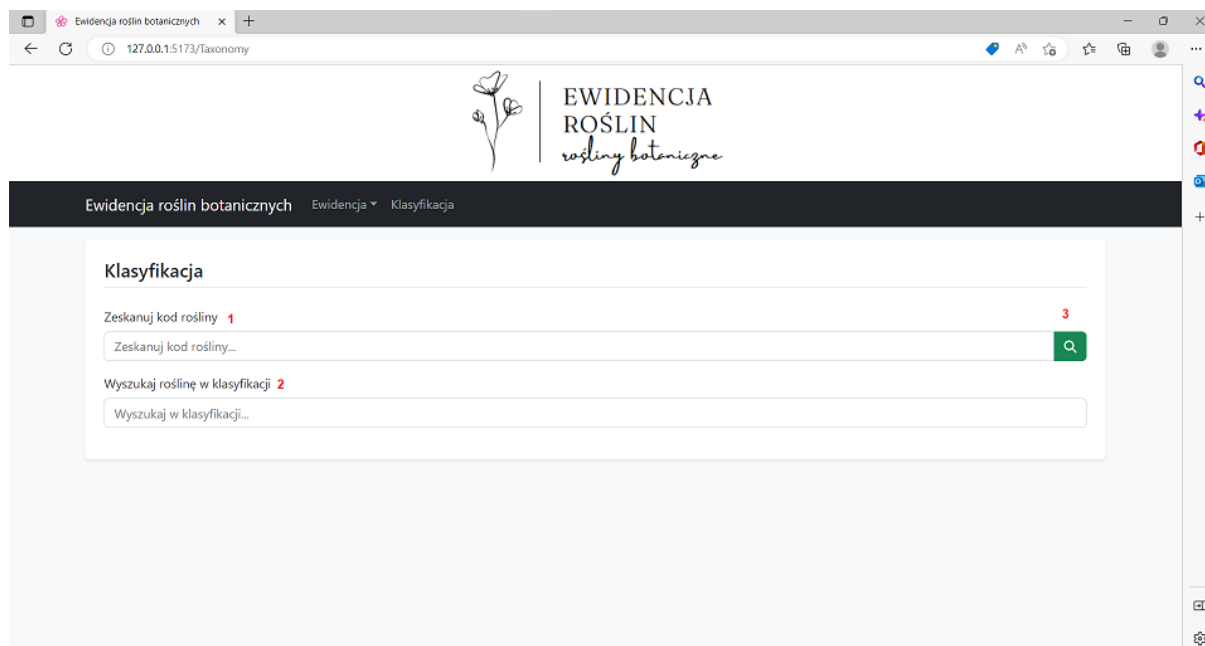 Ewidencja roślin botanicznych
127.0.0.1:5173/Taxonomy
EWIDENCJA
ROŚLIN
rośliny botaniczne
Ewidencja roślin botanicznych Ewidencja Klasyfikacja
Klasyfikacja
Zeskanuj kod rośliny 1
3
Zeskanuj kod rośliny...
Wyszukaj roślinę w klasyfikacji 2
Wyszukaj w klasyfikacji...